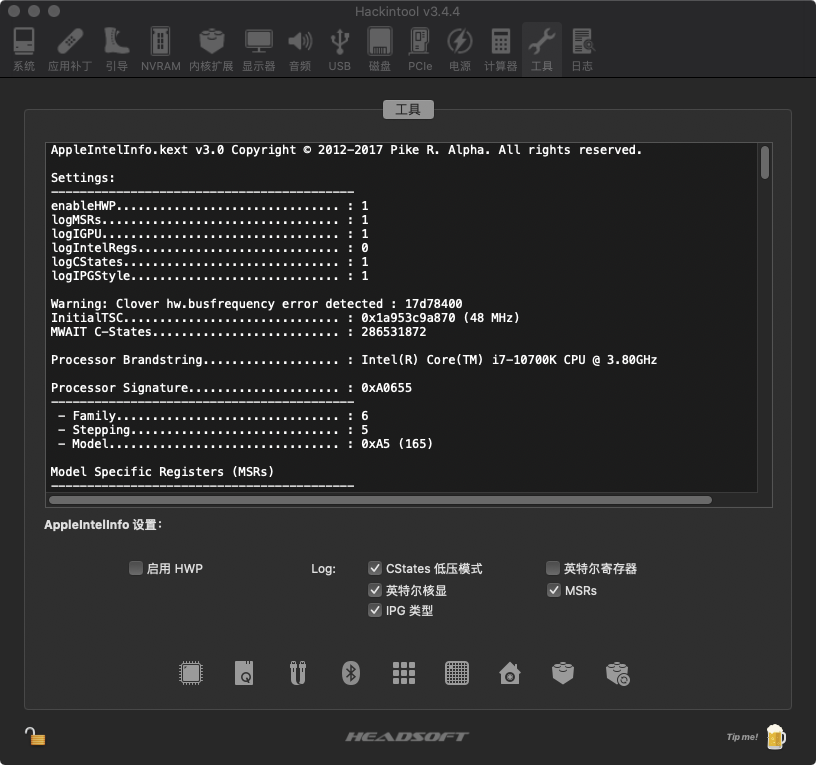 Hackintool v3.4.4
系统 应用补丁 引导 NVRAM 内核扩展 显示器 音频 USB 磁盘 PCIe 电源 计算器 工具 日志
工具
AppleIntelInfo.kext v3.0 Copyright © 2012-2017 Pike R. Alpha. All rights reserved.
Settings:
------------------------------------------
enableHWP............................... : 1
logMSRs................................. : 1
logIGPU................................. : 1
logIntelRegs............................ : 0
logCStates.............................. : 1
logIPGStyle............................. : 1
Warning: Clover hw.busfrequency error detected : 17d78400
InitialTSC.............................. : 0x1a953c9a870 (48 MHz)
MWAIT C-States.......................... : 286531872
Processor Brandstring................... : Intel(R) Core(TM) i7-10700K CPU @ 3.80GHz
Processor Signature..................... : 0xA0655
------------------------------------------
- Family............................... : 6
- Stepping............................. : 5
- Model................................ : 0xA5 (165)
Model Specific Registers (MSRs)
------------------------------------------
AppleIntelInfo 设置:
启用 HWP Log: CStates 低压模式 英特尔寄存器
英特尔核显 MSRs
IPG 类型
HEADSOFT Tip me!